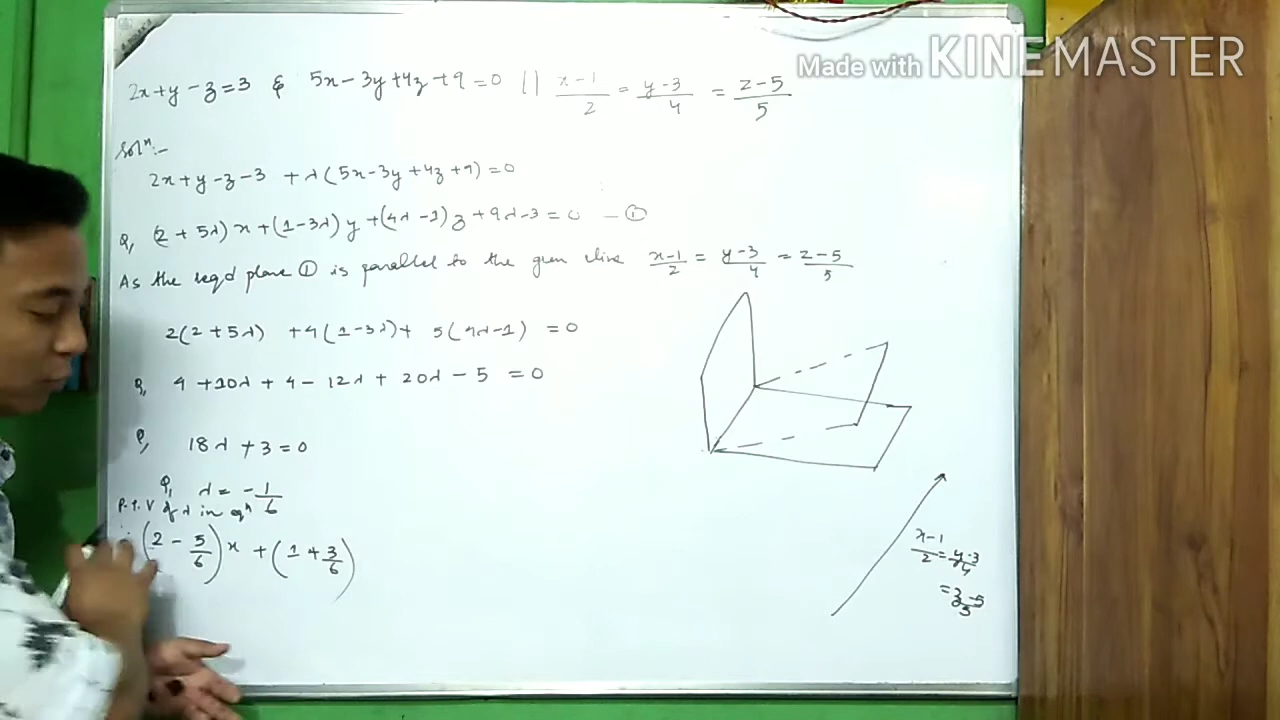 Made with KINEMASTER
2x+y-z=3 & 5x-3y+4z+9=0 || x-1/2 = y-3/4 = z-5/5
Solⁿ:-
2x+y-z-3 + λ(5x-3y+4z+9)=0
(2+5λ)x+(1-3λ)y+(4λ-1)z+9λ-3=0 —①
As the reqd plane ① is parallel to the given line x-1/2 = y-3/4 = z-5/5
2(2+5λ) +4(1-3λ)+ 5(4λ-1) =0
4+10λ+4-12λ+20λ-5 =0
18λ+3=0
λ= -1/6
P.t.V of λ in eqⁿ
∴ (2-5/6)x +(1+3/6)
x-1/2 = y-3/4
= z-5/5